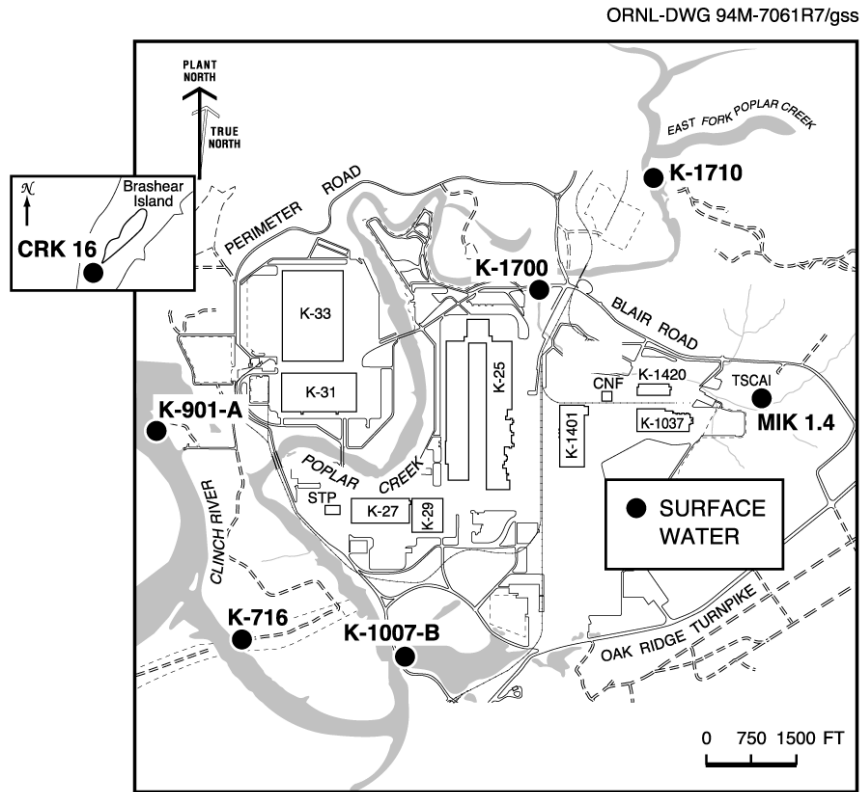 ORNL-DWG 94M-7061R7/gss
PLANT
NORTH
TRUE
NORTH
EAST FORK POPLAR CREEK
K-1710
N
Brashear
Island
CRK 16
PERIMETER ROAD
K-1700
K-33
BLAIR ROAD
K-25
K-31
CNF
K-1420
TSCAI
K-901-A
K-1401
K-1037
MIK 1.4
POPLAR CREEK
CLINCH RIVER
STP
K-27
K-29
SURFACE
WATER
K-716
K-1007-B
OAK RIDGE TURNPIKE
0 750 1500 FT